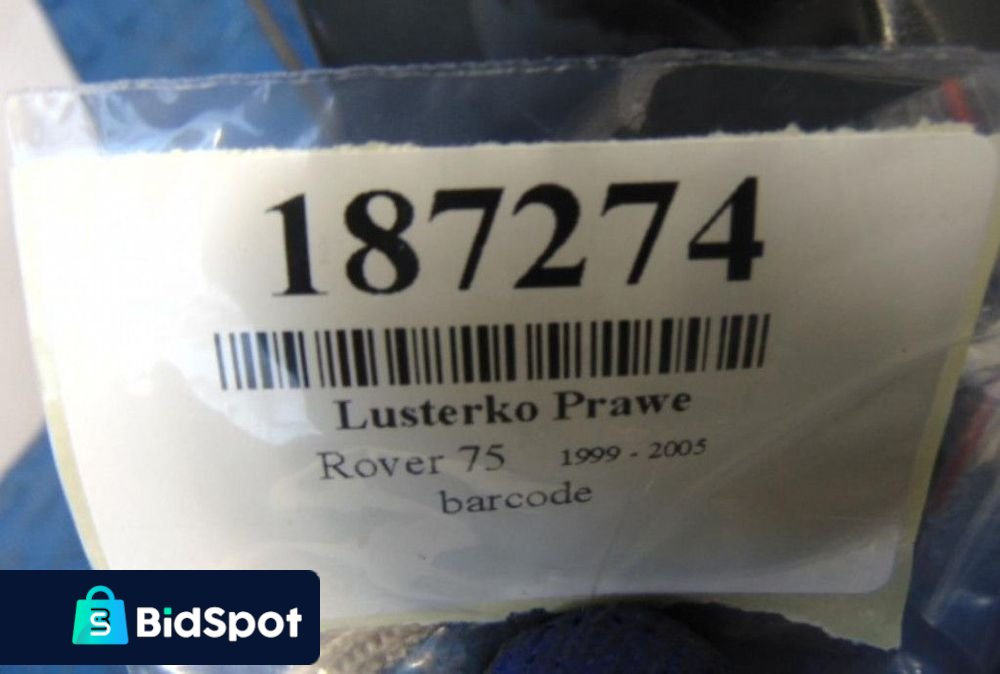 187274
Lusterko Prawe
Rover 75 1999 - 2005
barcode
BidSpot